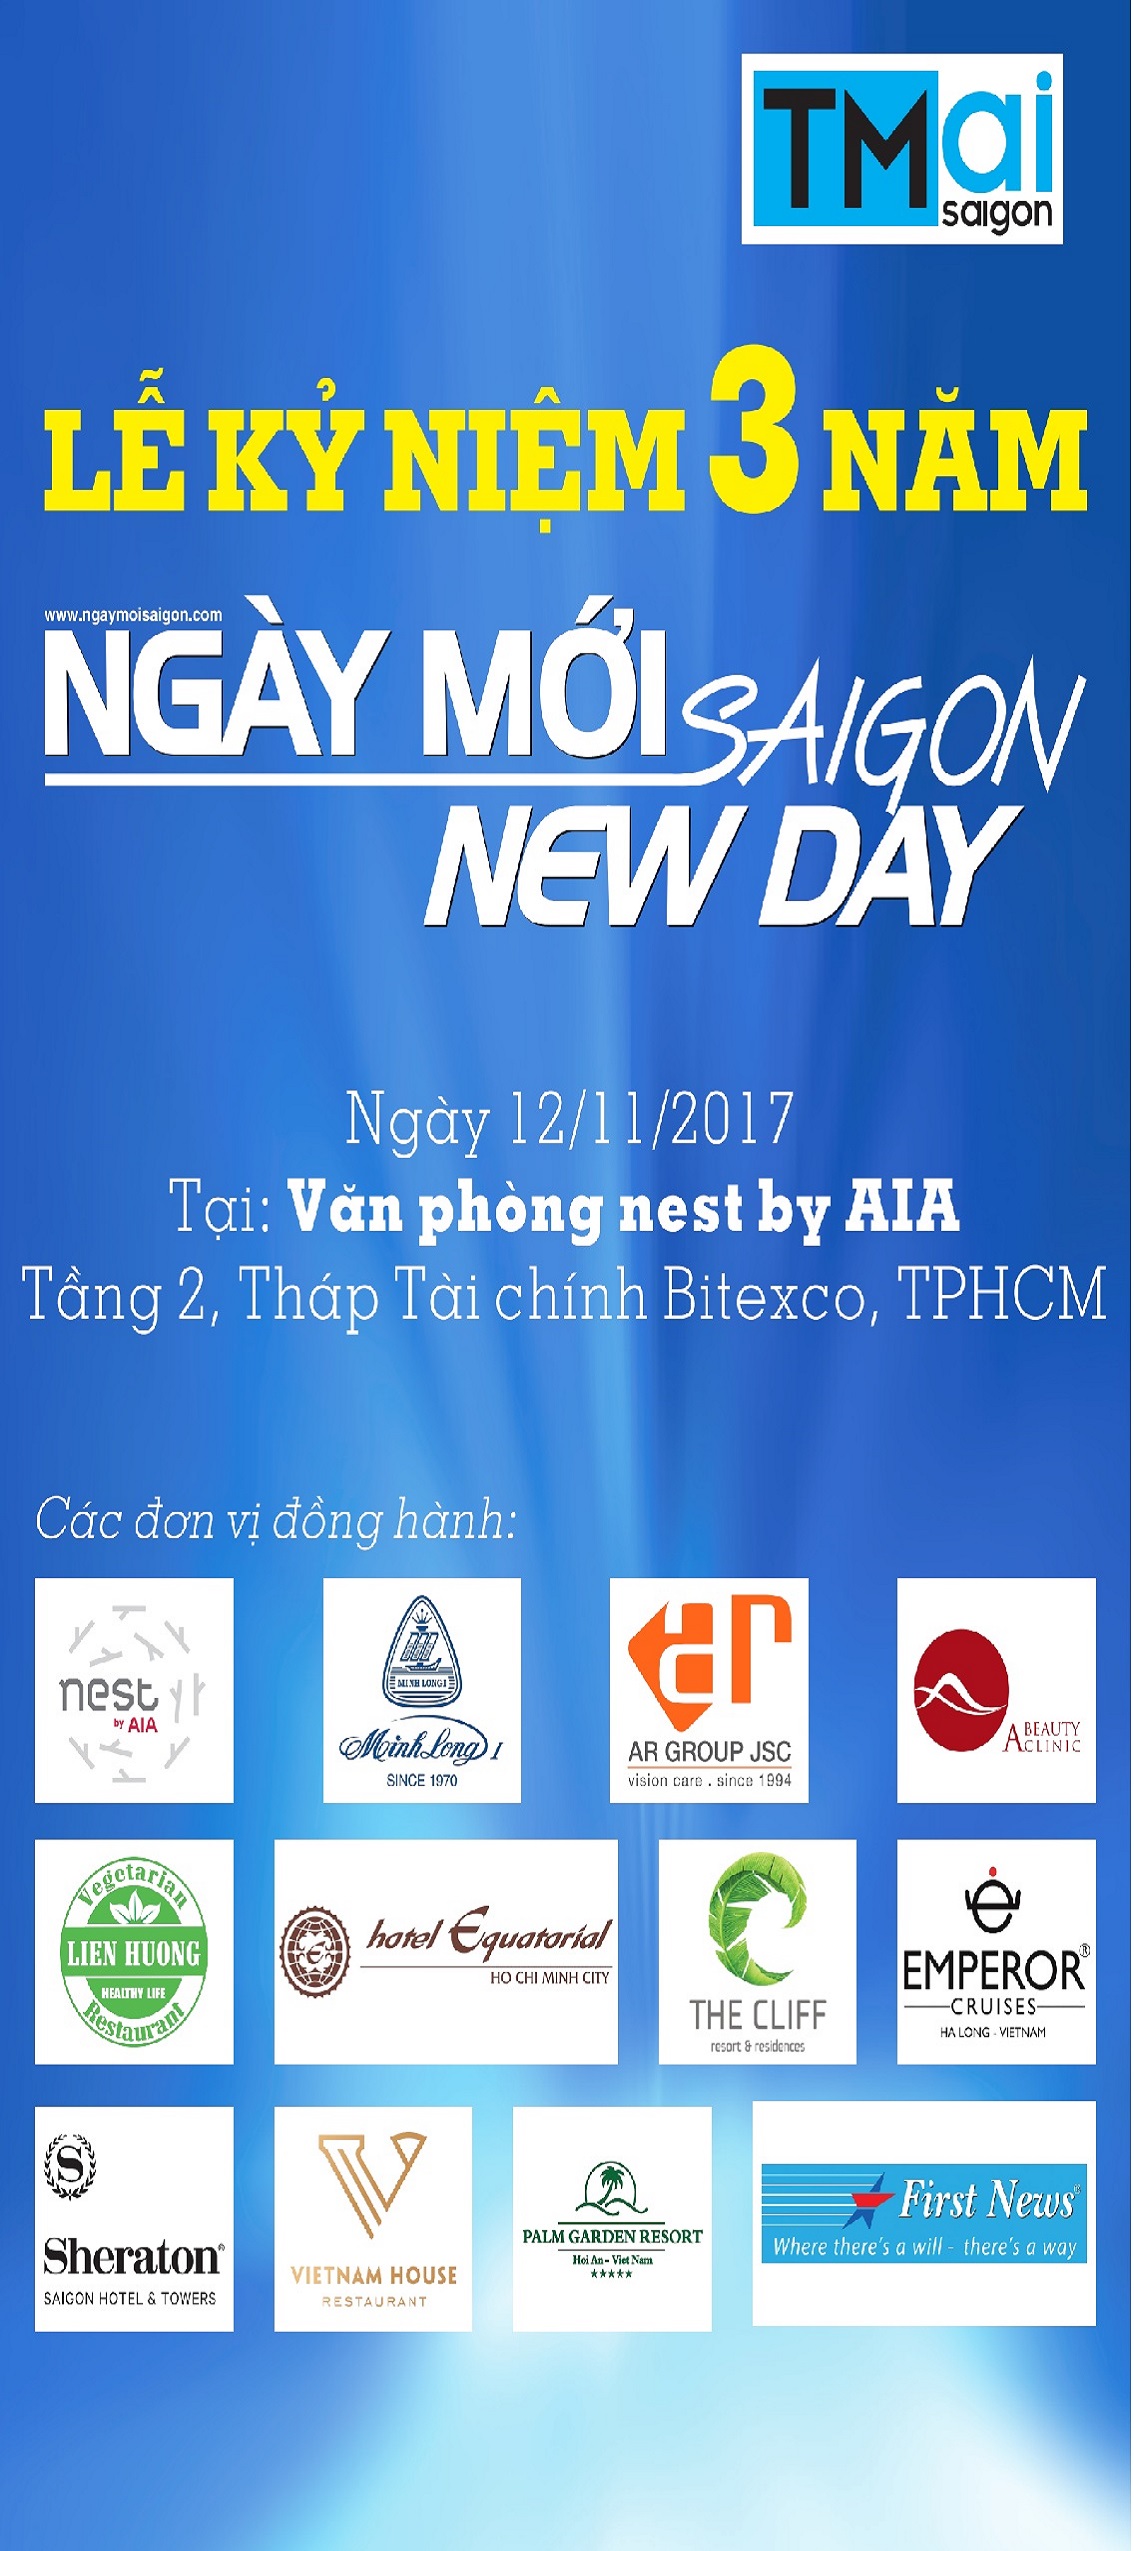 TMai
saigon
LỄ KỶ NIỆM 3 NĂM
www.ngaymoisaigon.com
NGÀY MỚI SAIGON
NEW DAY
Ngày 12/11/2017
Tại: Văn phòng nest by AIA
Tầng 2, Tháp Tài chính Bitexco, TPHCM
Các đơn vị đồng hành:
nest
by AIA
MINH LONG I
Minh Long I
SINCE 1970
ar
AR GROUP JSC
vision care . since 1994
A BEAUTY
CLINIC
Vegetarian
LIEN HUONG
HEALTHY LIFE
Restaurant
E
hotel Equatorial
HO CHI MINH CITY
THE CLIFF
resort & residences
e
EMPEROR®
CRUISES
HA LONG - VIETNAM
S
Sheraton®
SAIGON HOTEL & TOWERS
V
VIETNAM HOUSE
RESTAURANT
PALM GARDEN RESORT
Hoi An - Viet Nam
★★★★★
First News®
Where there's a will - there's a way